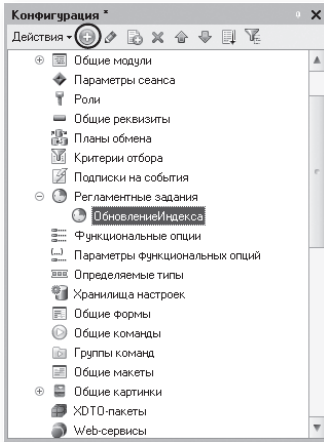 Конфигурация *
Действия
Общие модули
Параметры сеанса
Роли
Общие реквизиты
Планы обмена
Критерии отбора
Подписки на события
Регламентные задания
ОбновлениеИндекса
Функциональные опции
Параметры функциональных опций
Определяемые типы
Хранилища настроек
Общие формы
Общие команды
Группы команд
Общие макеты
Общие картинки
XDTO-пакеты
Web-сервисы